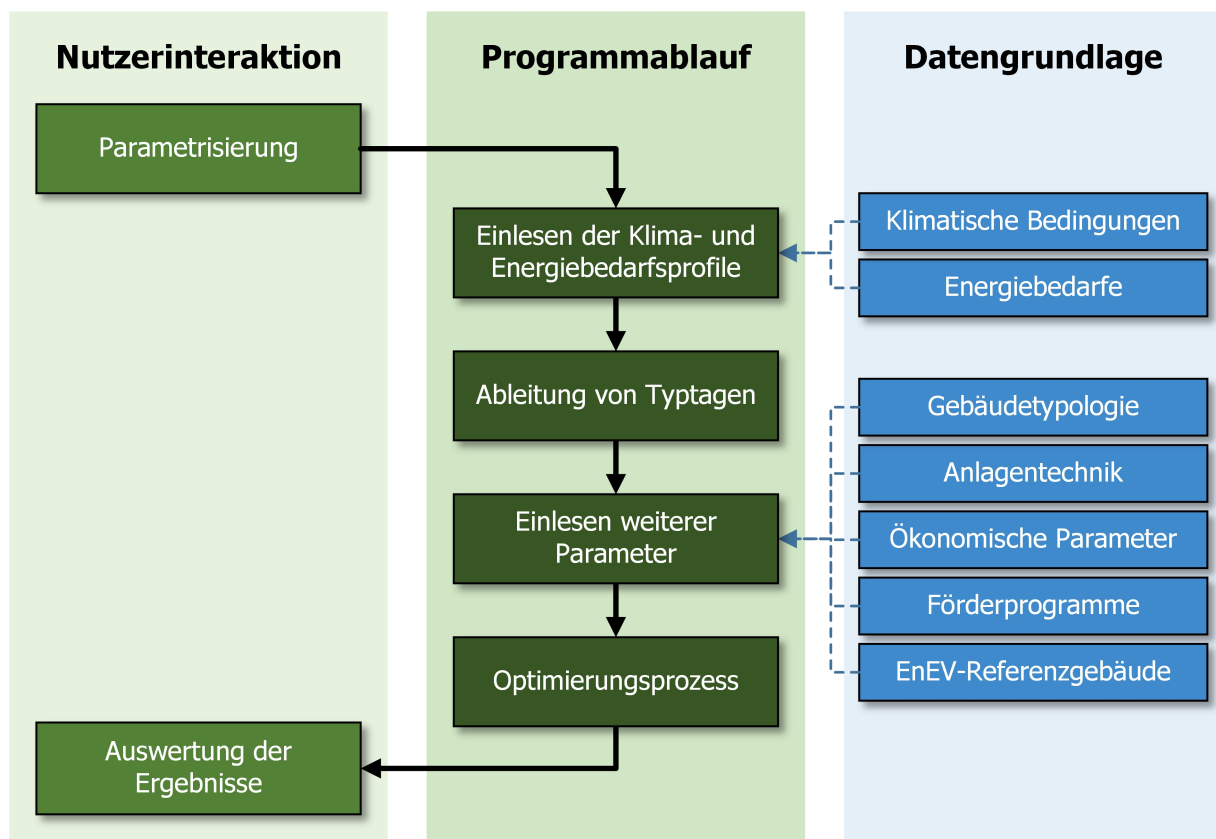 Nutzerinteraktion
Parametrisierung
Auswertung der
Ergebnisse
Programmablauf
Einlesen der Klima- und
Energiebedarfsprofile
Ableitung von Typtagen
Einlesen weiterer
Parameter
Optimierungsprozess
Datengrundlage
Klimatische Bedingungen
Energiebedarfe
Gebäudetypologie
Anlagentechnik
Ökonomische Parameter
Förderprogramme
EnEV-Referenzgebäude